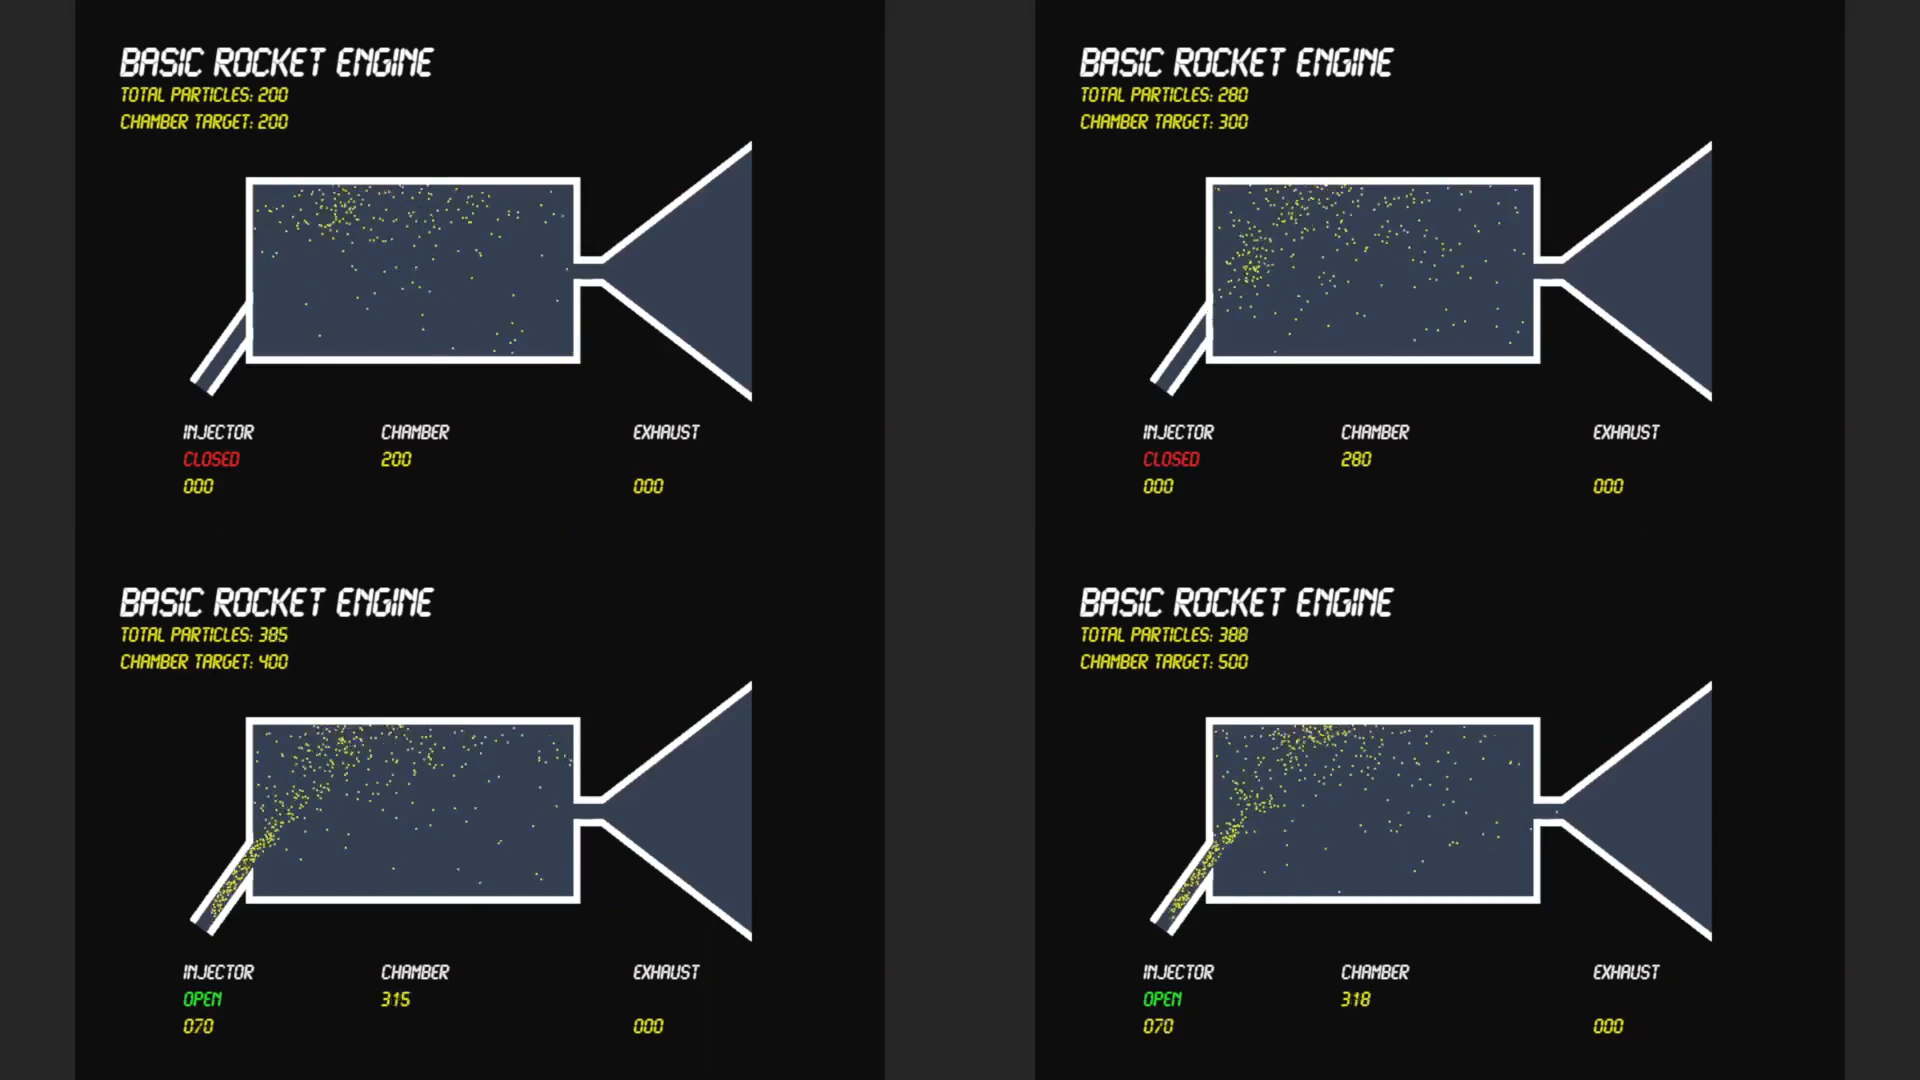 BASIC ROCKET ENGINE
TOTAL PARTICLES: 200
CHAMBER TARGET: 200
INJECTOR CHAMBER EXHAUST
CLOSED 200
000 000
BASIC ROCKET ENGINE
TOTAL PARTICLES: 280
CHAMBER TARGET: 300
INJECTOR CHAMBER EXHAUST
CLOSED 280
000 000
BASIC ROCKET ENGINE
TOTAL PARTICLES: 385
CHAMBER TARGET: 400
INJECTOR CHAMBER EXHAUST
OPEN 315
070 000
BASIC ROCKET ENGINE
TOTAL PARTICLES: 388
CHAMBER TARGET: 500
INJECTOR CHAMBER EXHAUST
OPEN 318
070 000